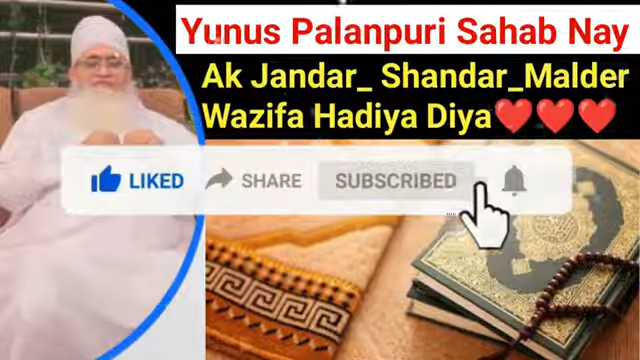 Yunus Palanpuri Sahab Nay
Ak Jandar_ Shandar_Malder
Wazifa Hadiya Diya❤️❤️❤️
LIKED SHARE SUBSCRIBED